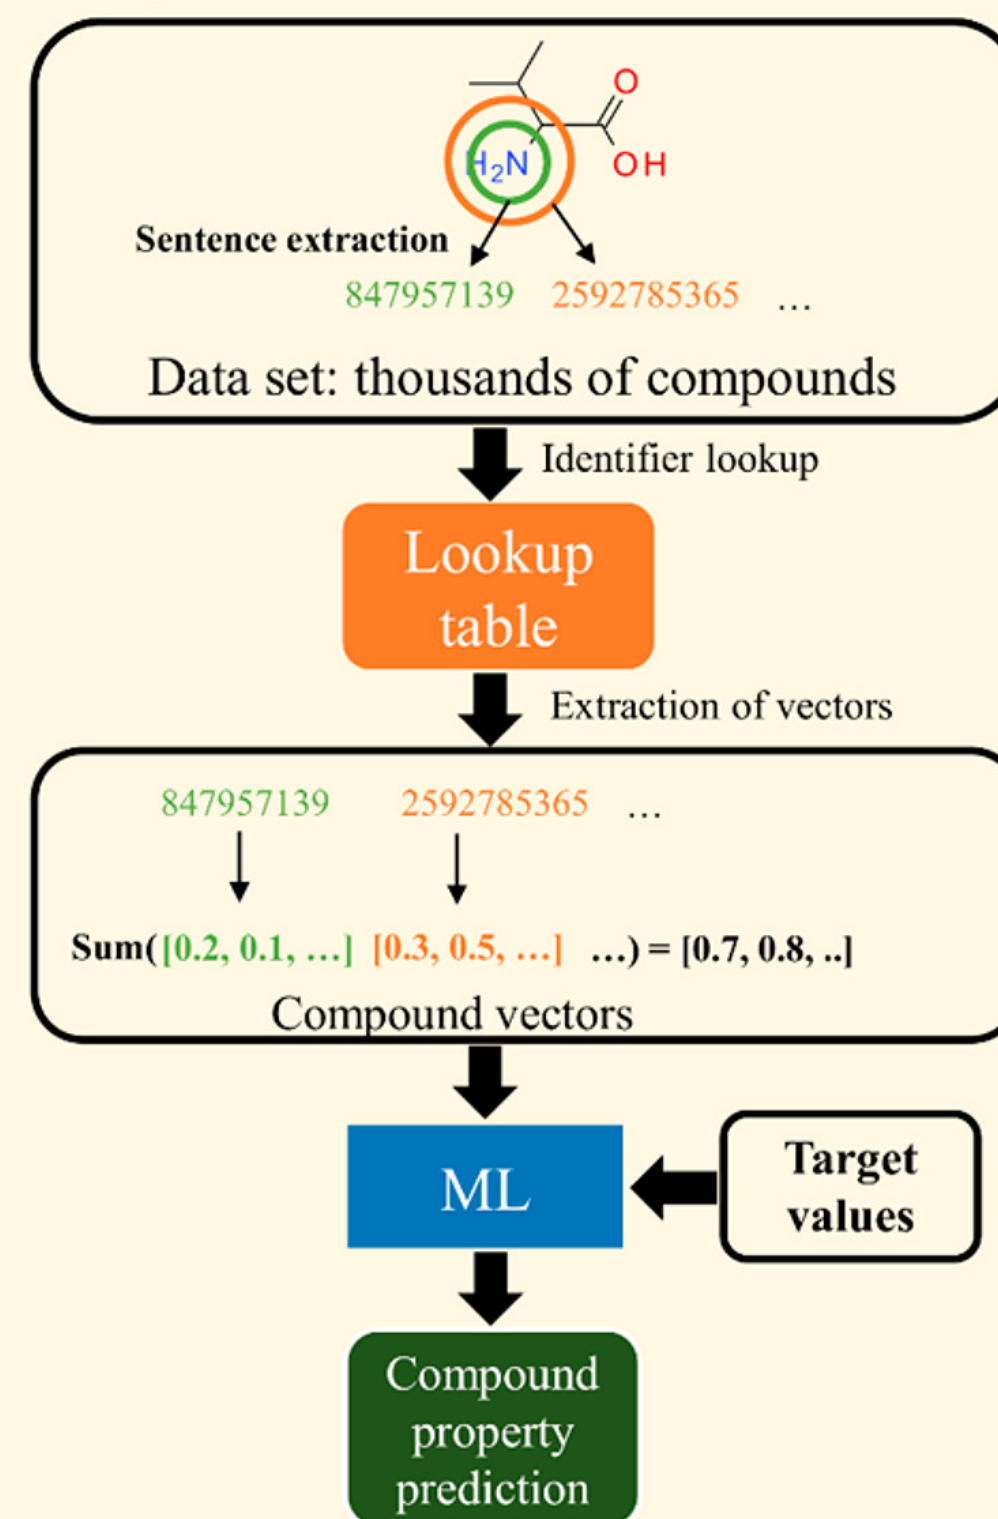 O
H₂N
OH
Sentence extraction
847957139 2592785365 ...
Data set: thousands of compounds
Identifier lookup
Lookup
table
Extraction of vectors
847957139 2592785365 ...
Sum([0.2, 0.1, ...] [0.3, 0.5, ...] ...) = [0.7, 0.8, ..]
Compound vectors
ML
Target
values
Compound
property
prediction